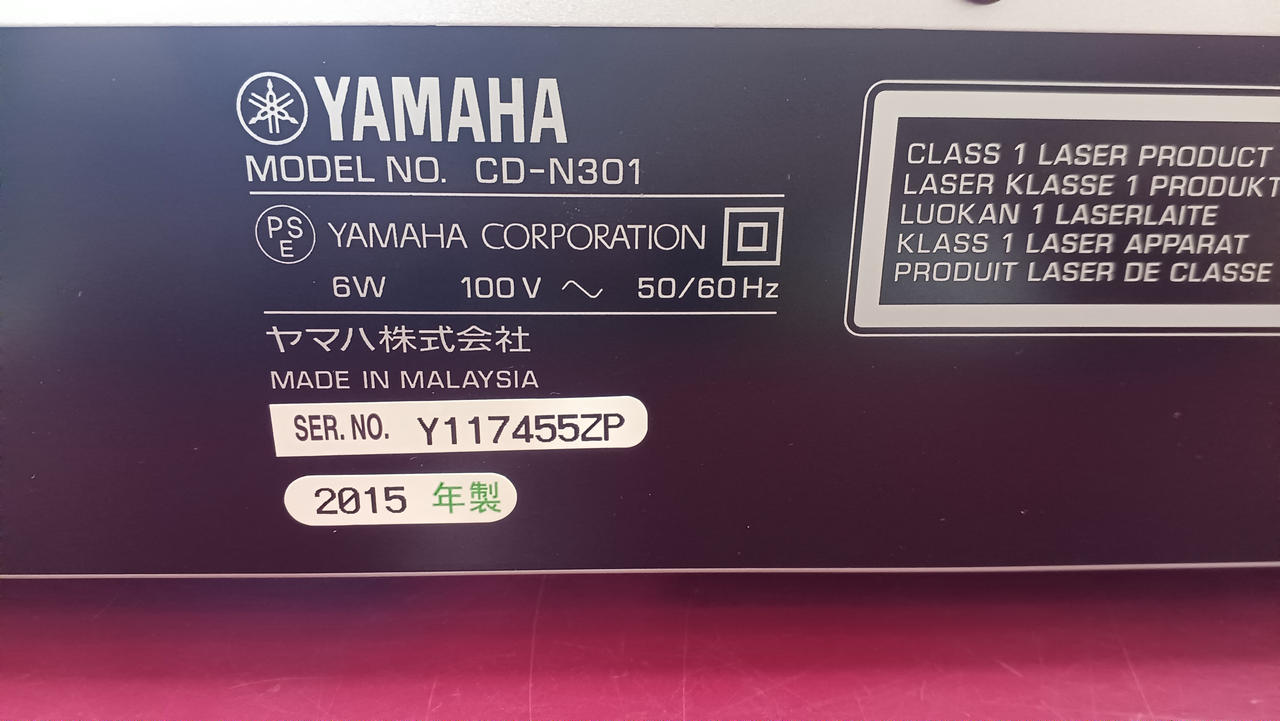 YAMAHA
MODEL NO. CD-N301
PSE YAMAHA CORPORATION
6W 100V ~ 50/60Hz
ヤマハ株式会社
MADE IN MALAYSIA
SER. NO. Y117455ZP
2015 年製
CLASS 1 LASER PRODUCT
LASER KLASSE 1 PRODUKT
LUOKAN 1 LASERLAITE
KLASS 1 LASER APPARAT
PRODUIT LASER DE CLASSE